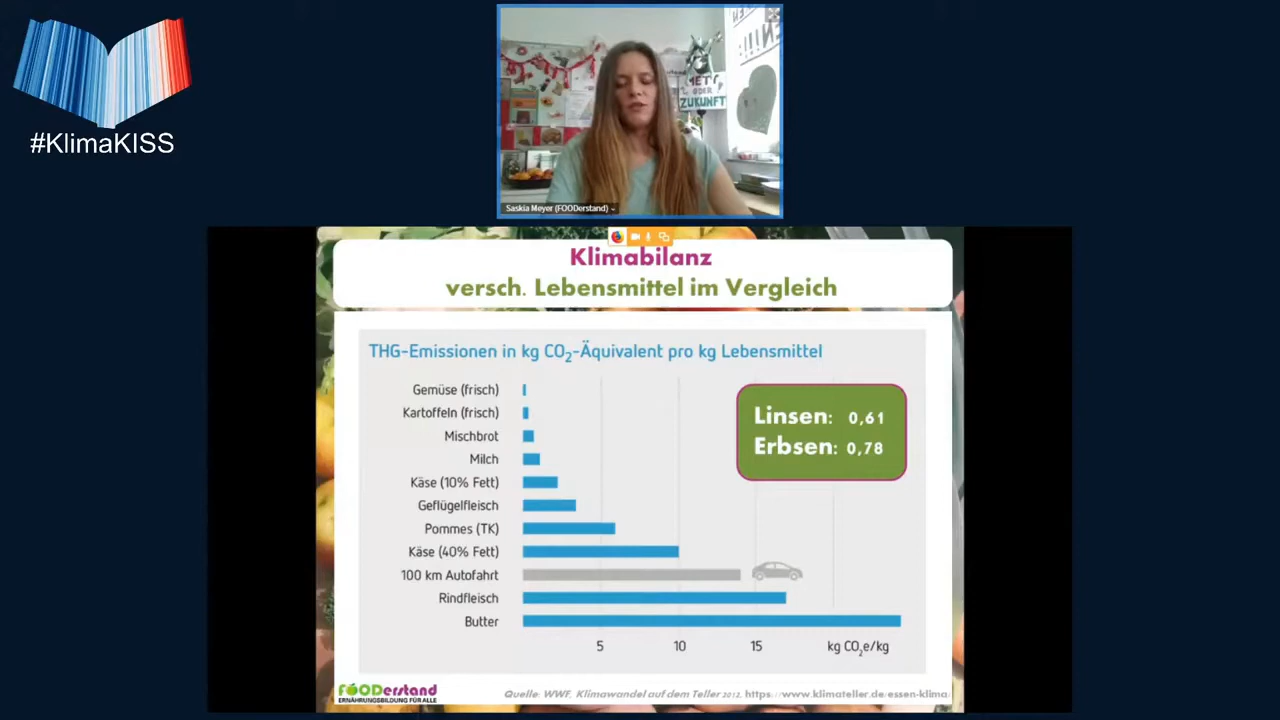 #KlimaKISS
METT
ODER
ZUKUNFT
Saskia Meyer (FOODerstand)
Klimabilanz
versch. Lebensmittel im Vergleich
THG-Emissionen in kg CO₂-Äquivalent pro kg Lebensmittel
Gemüse (frisch)
Kartoffeln (frisch)
Mischbrot
Milch
Käse (10% Fett)
Geflügelfleisch
Pommes (TK)
Käse (40% Fett)
100 km Autofahrt
Rindfleisch
Butter
Linsen: 0,61
Erbsen: 0,78
5 10 15 kg CO₂e/kg
FOODerstand
ERNÄHRUNGSBILDUNG FÜR ALLE
Quelle: WWF, Klimawandel auf dem Teller 2012, https://www.klimateller.de/essen-klima